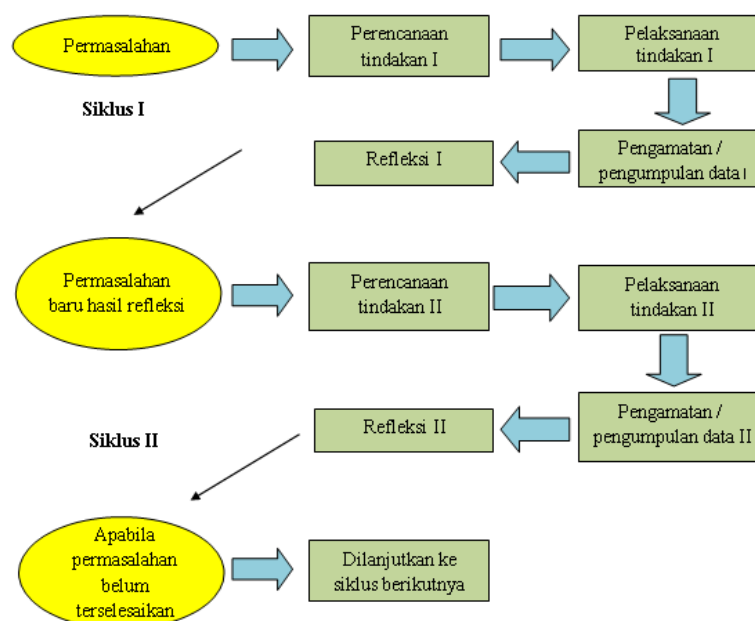 Permasalahan
Perencanaan
tindakan I
Pelaksanaan
tindakan I
Siklus I
Refleksi I
Pengamatan /
pengumpulan data I
Permasalahan
baru hasil refleksi
Perencanaan
tindakan II
Pelaksanaan
tindakan II
Siklus II
Refleksi II
Pengamatan /
pengumpulan data II
Apabila
permasalahan
belum
terselesaikan
Dilanjutkan ke
siklus berikutnya